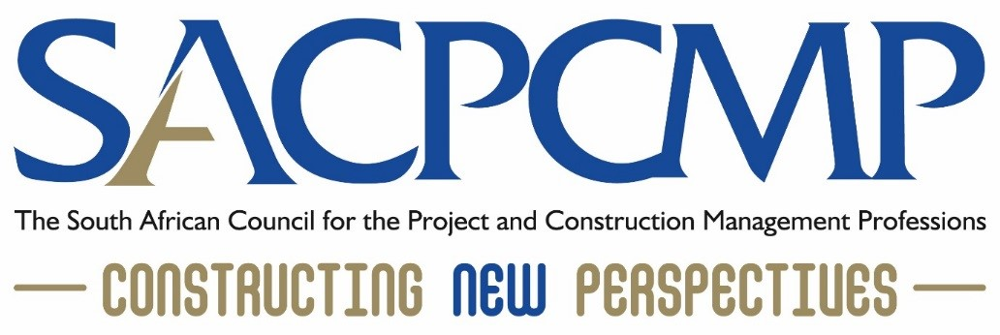 SACPCMP
The South African Council for the Project and Construction Management Professions
CONSTRUCTING NEW PERSPECTIVES